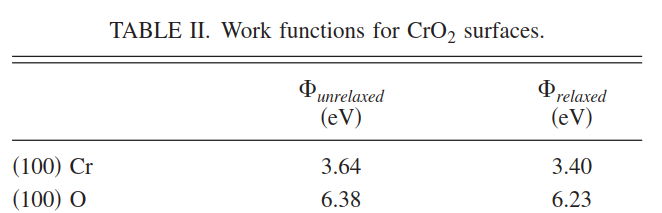 TABLE II. Work functions for CrO₂ surfaces.
Φunrelaxed Φrelaxed
(eV) (eV)
(100) Cr 3.64 3.40
(100) O 6.38 6.23